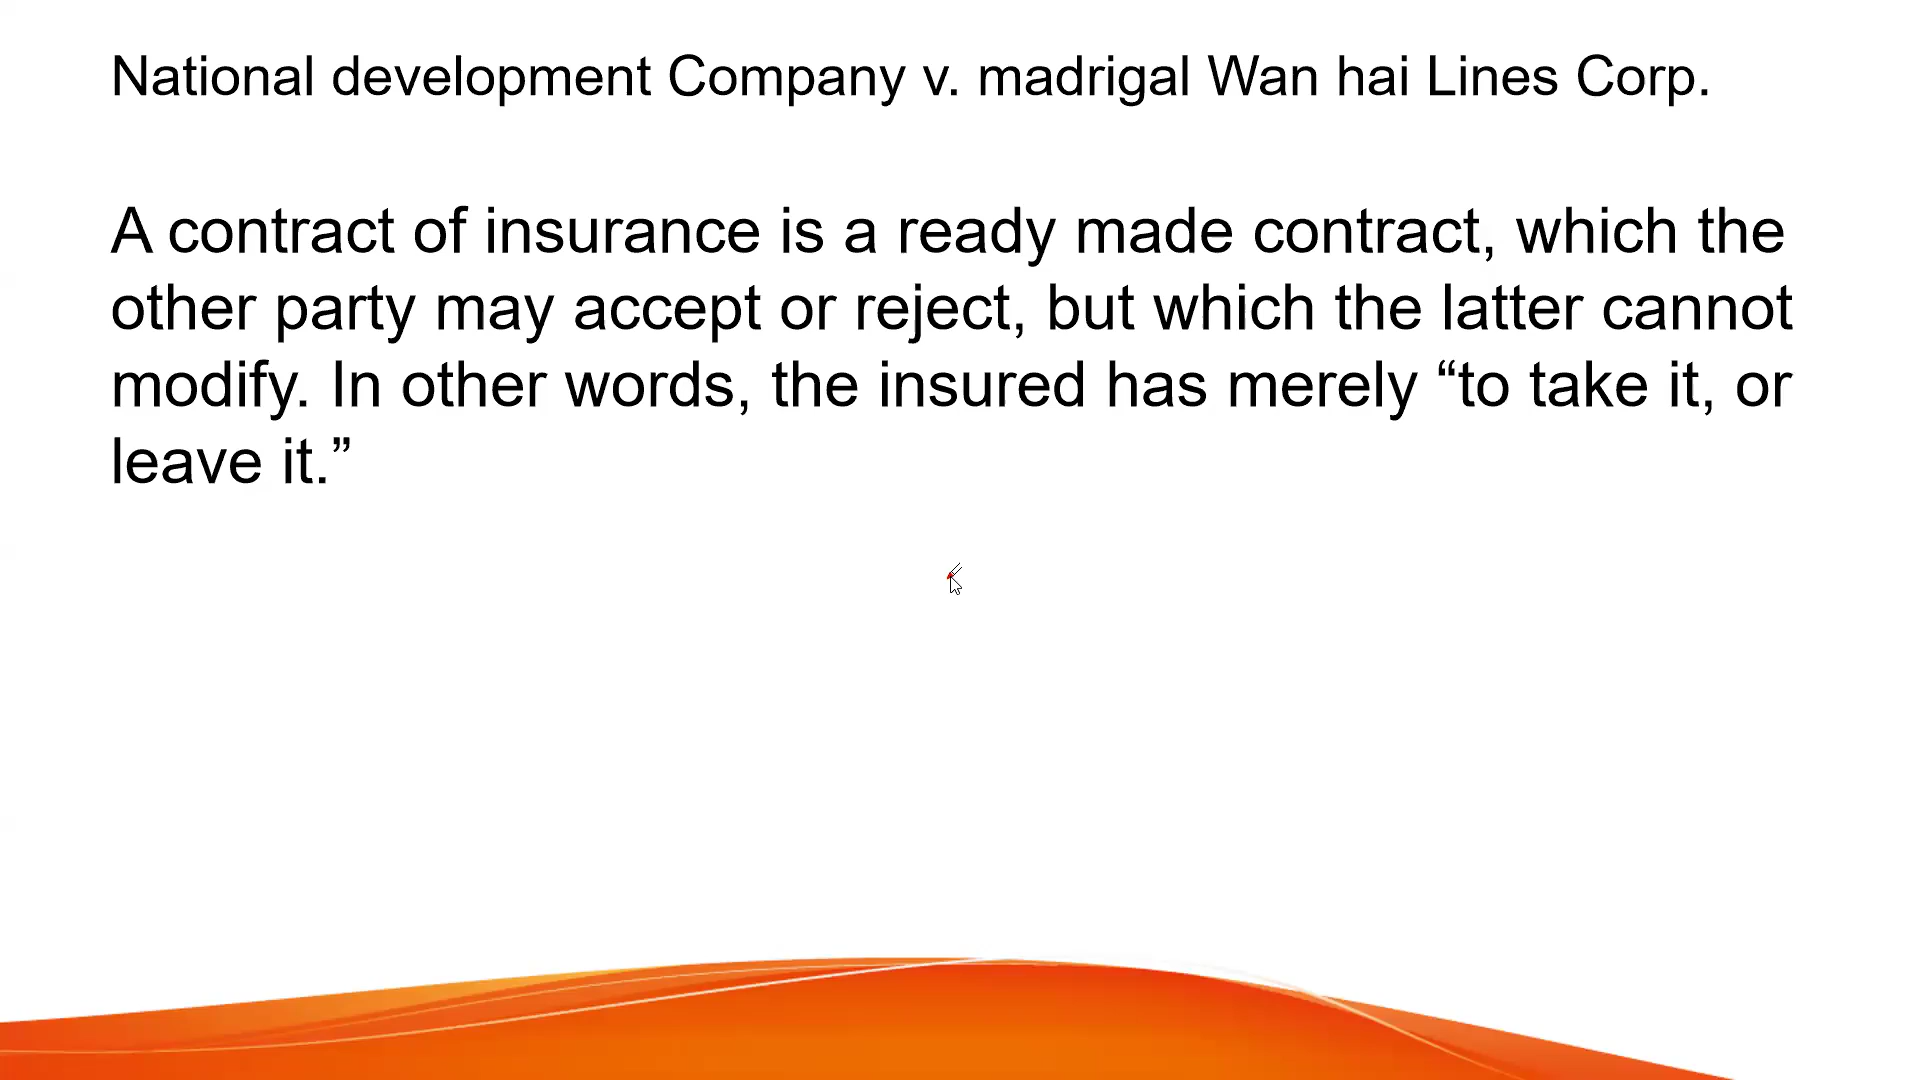 National development Company v. madrigal Wan hai Lines Corp.
A contract of insurance is a ready made contract, which the
other party may accept or reject, but which the latter cannot
modify. In other words, the insured has merely “to take it, or
leave it.”